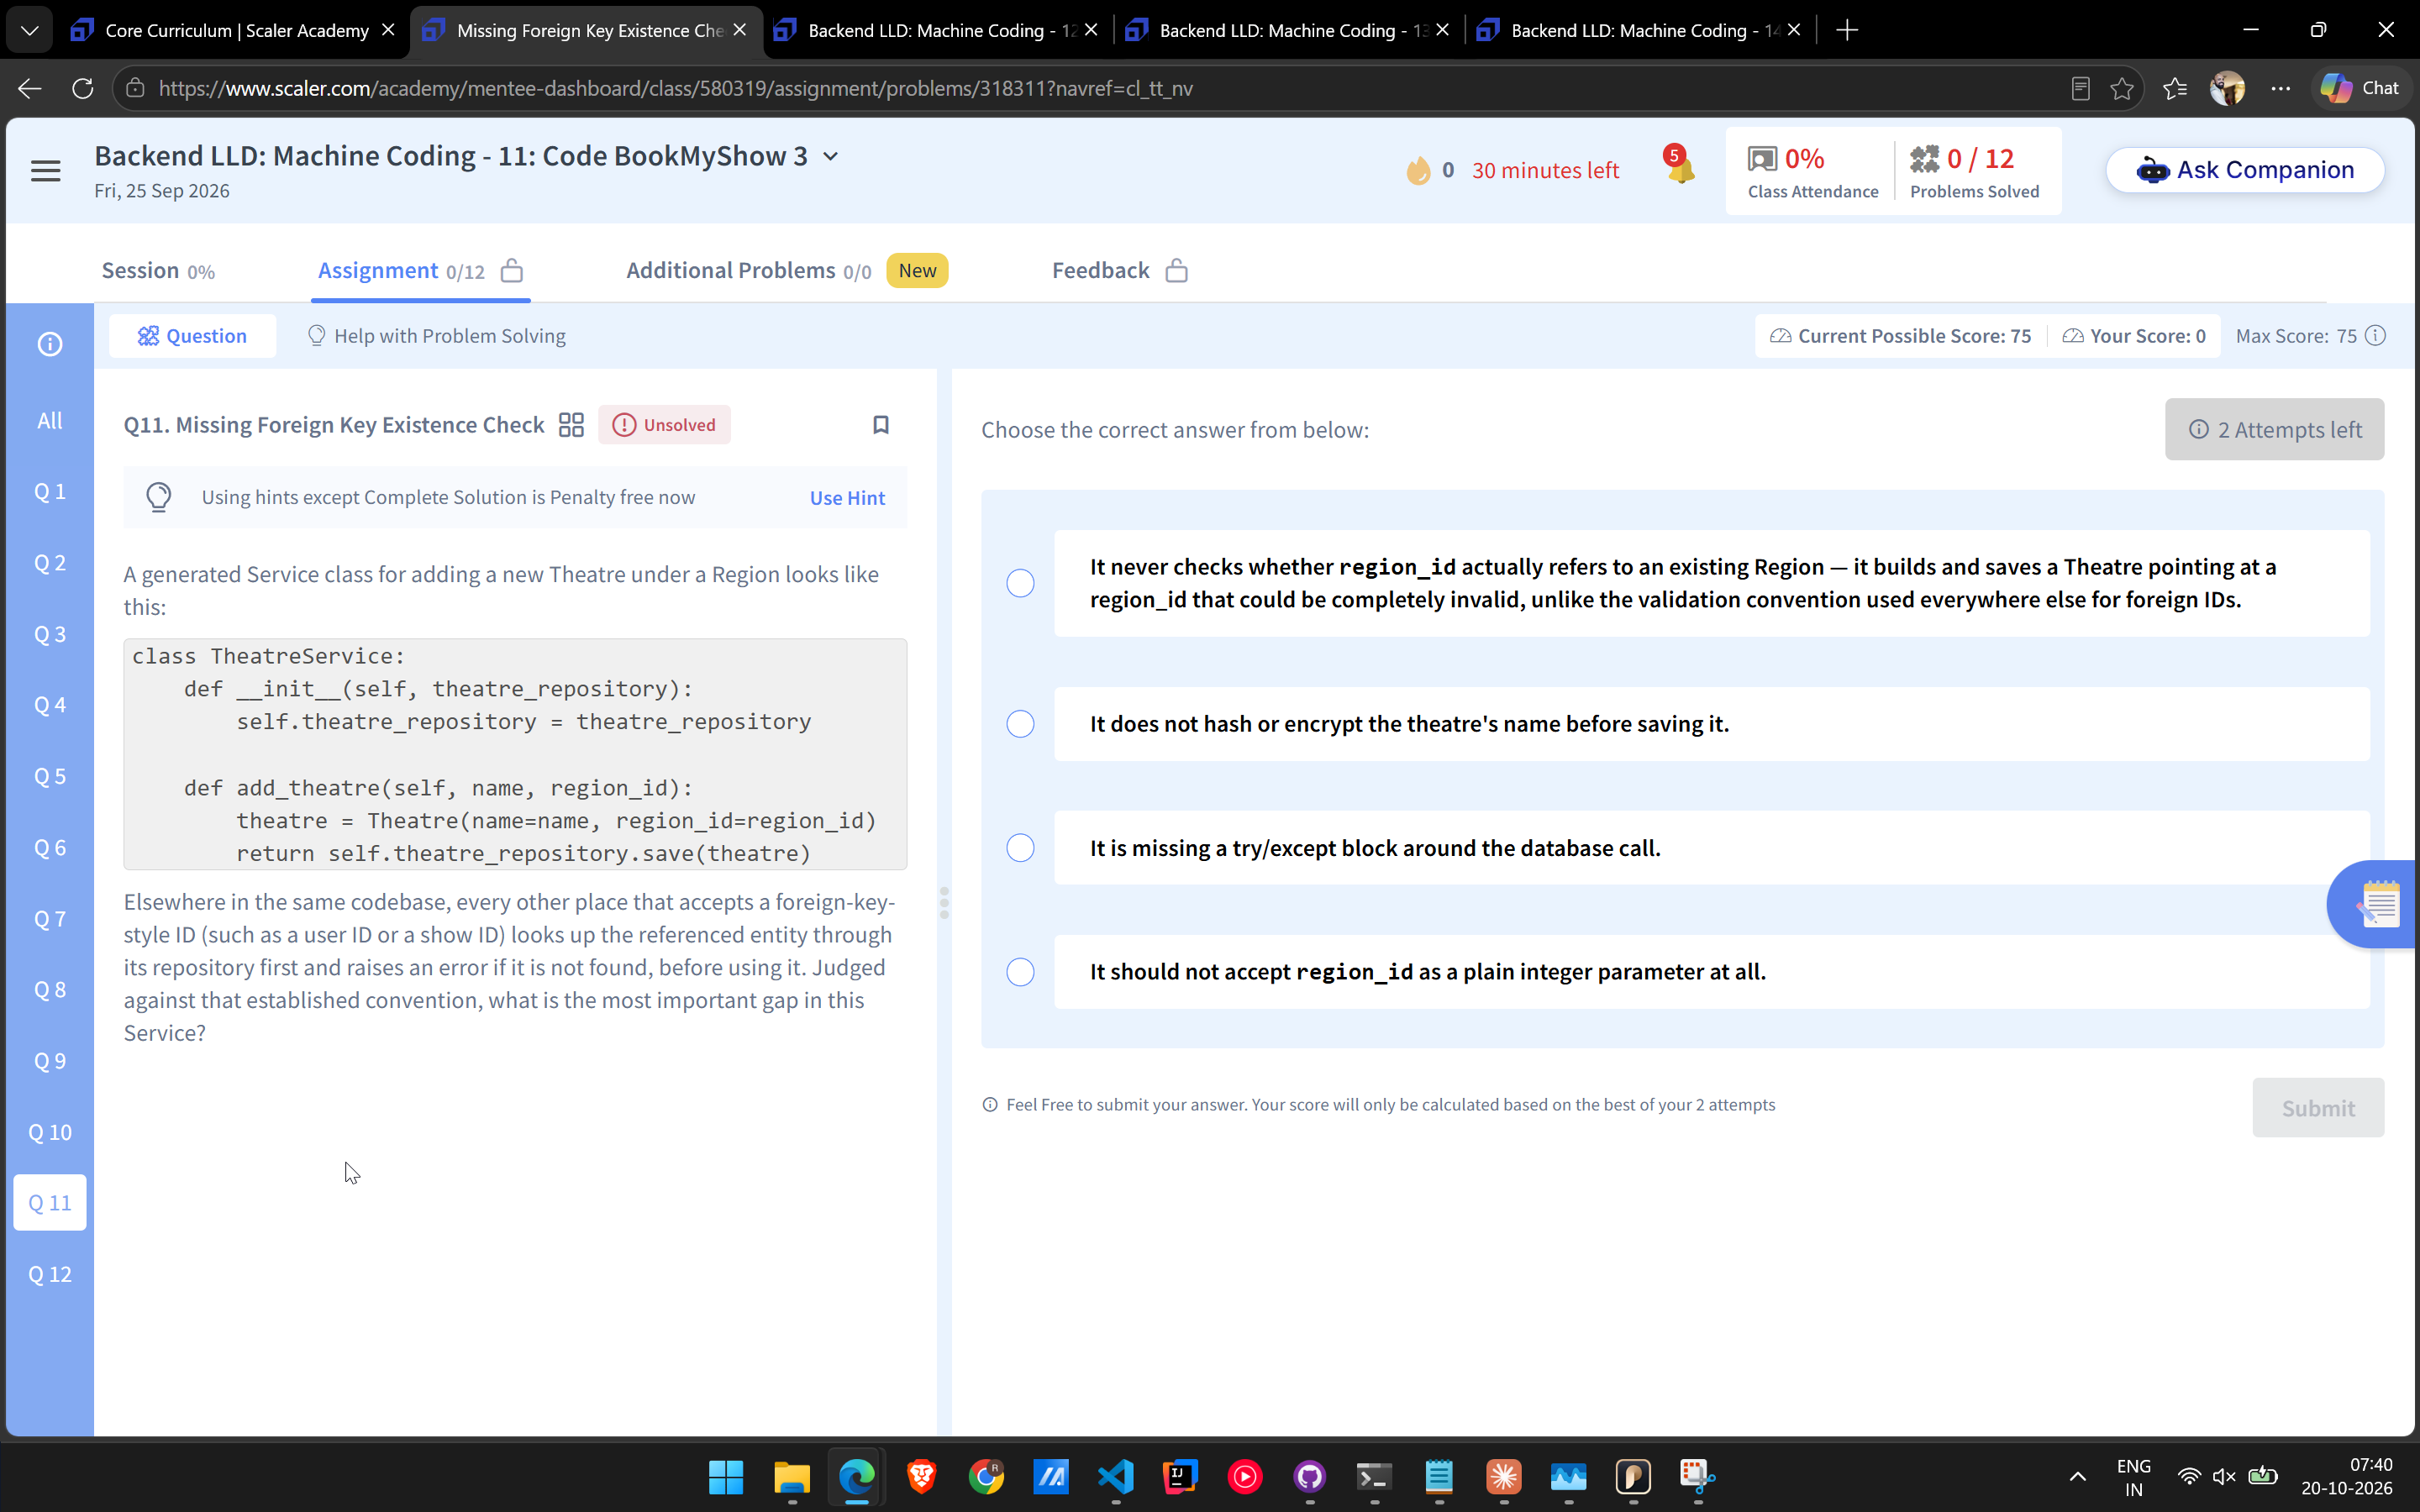 Core Curriculum | Scaler Academy
Missing Foreign Key Existence Che
Backend LLD: Machine Coding - 12
Backend LLD: Machine Coding - 13
Backend LLD: Machine Coding - 14
https://www.scaler.com/academy/mentee-dashboard/class/580319/assignment/problems/318311?navref=cl_tt_nv
Chat
Backend LLD: Machine Coding - 11: Code BookMyShow 3
Fri, 25 Sep 2026
0
30 minutes left
5
0%
Class Attendance
0 / 12
Problems Solved
Ask Companion
Session 0%
Assignment 0/12
Additional Problems 0/0
New
Feedback
Question
Help with Problem Solving
Current Possible Score: 75
Your Score: 0
Max Score: 75
All
Q 1
Q 2
Q 3
Q 4
Q 5
Q 6
Q 7
Q 8
Q 9
Q 10
Q 11
Q 12
Q11. Missing Foreign Key Existence Check
Unsolved
Using hints except Complete Solution is Penalty free now
Use Hint
A generated Service class for adding a new Theatre under a Region looks like
this:
class TheatreService:
    def __init__(self, theatre_repository):
        self.theatre_repository = theatre_repository
    def add_theatre(self, name, region_id):
        theatre = Theatre(name=name, region_id=region_id)
        return self.theatre_repository.save(theatre)
Elsewhere in the same codebase, every other place that accepts a foreign-key-
style ID (such as a user ID or a show ID) looks up the referenced entity through
its repository first and raises an error if it is not found, before using it. Judged
against that established convention, what is the most important gap in this
Service?
Choose the correct answer from below:
2 Attempts left
It never checks whether region_id actually refers to an existing Region — it builds and saves a Theatre pointing at a
region_id that could be completely invalid, unlike the validation convention used everywhere else for foreign IDs.
It does not hash or encrypt the theatre's name before saving it.
It is missing a try/except block around the database call.
It should not accept region_id as a plain integer parameter at all.
Feel Free to submit your answer. Your score will only be calculated based on the best of your 2 attempts
Submit
R
IJ
ENG
IN
07:40
20-10-2026